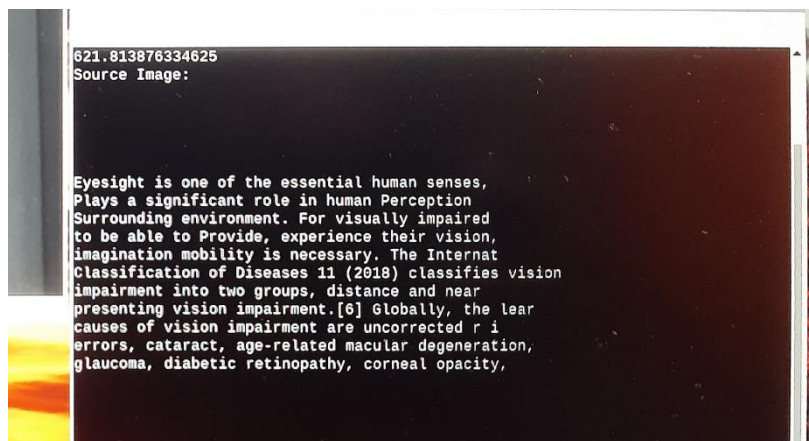 621.813876334625
Source Image:
Eyesight is one of the essential human senses,
Plays a significant role in human Perception
Surrounding environment. For visually impaired
to be able to Provide, experience their vision,
imagination mobility is necessary. The Internat
Classification of Diseases 11 (2018) classifies vision
impairment into two groups, distance and near
presenting vision impairment.[6] Globally, the lear
causes of vision impairment are uncorrected r i
errors, cataract, age-related macular degeneration,
glaucoma, diabetic retinopathy, corneal opacity,